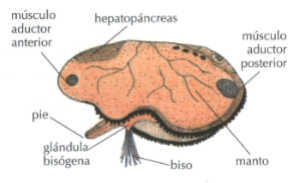 músculo
aductor
anterior
hepatopáncreas
músculo
aductor
posterior
pie
glándula
bisógena
biso
manto